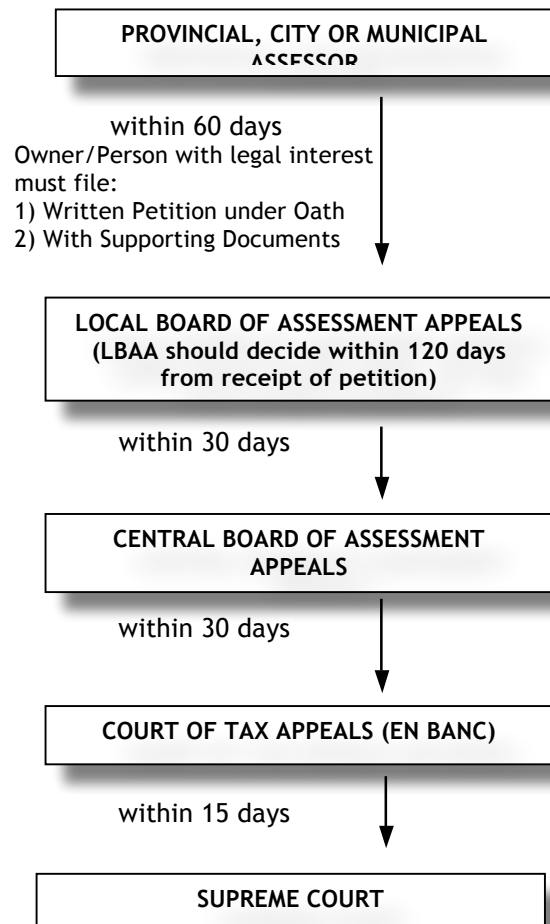 PROVINCIAL, CITY OR MUNICIPAL
ASSESSOR
within 60 days
Owner/Person with legal interest
must file:
1) Written Petition under Oath
2) With Supporting Documents
LOCAL BOARD OF ASSESSMENT APPEALS
(LBAA should decide within 120 days
from receipt of petition)
within 30 days
CENTRAL BOARD OF ASSESSMENT
APPEALS
within 30 days
COURT OF TAX APPEALS (EN BANC)
within 15 days
SUPREME COURT